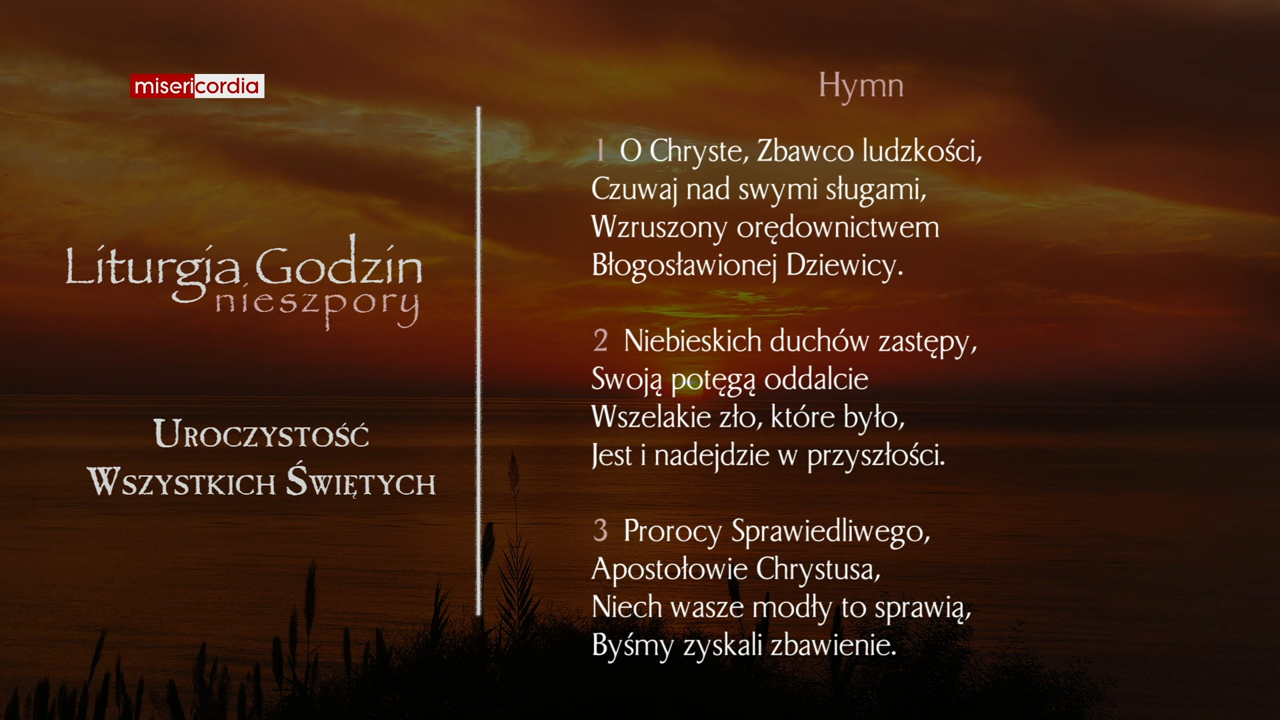 misericordia
Liturgia Godzin
nieszpory
Uroczystość
Wszystkich Świętych
Hymn
1 O Chryste, Zbawco ludzkości,
Czuwaj nad swymi sługami,
Wzruszony orędownictwem
Błogosławionej Dziewicy.
2 Niebieskich duchów zastępy,
Swoją potęgą oddalcie
Wszelakie zło, które było,
Jest i nadejdzie w przyszłości.
3 Prorocy Sprawiedliwego,
Apostołowie Chrystusa,
Niech wasze modły to sprawią,
Byśmy zyskali zbawienie.